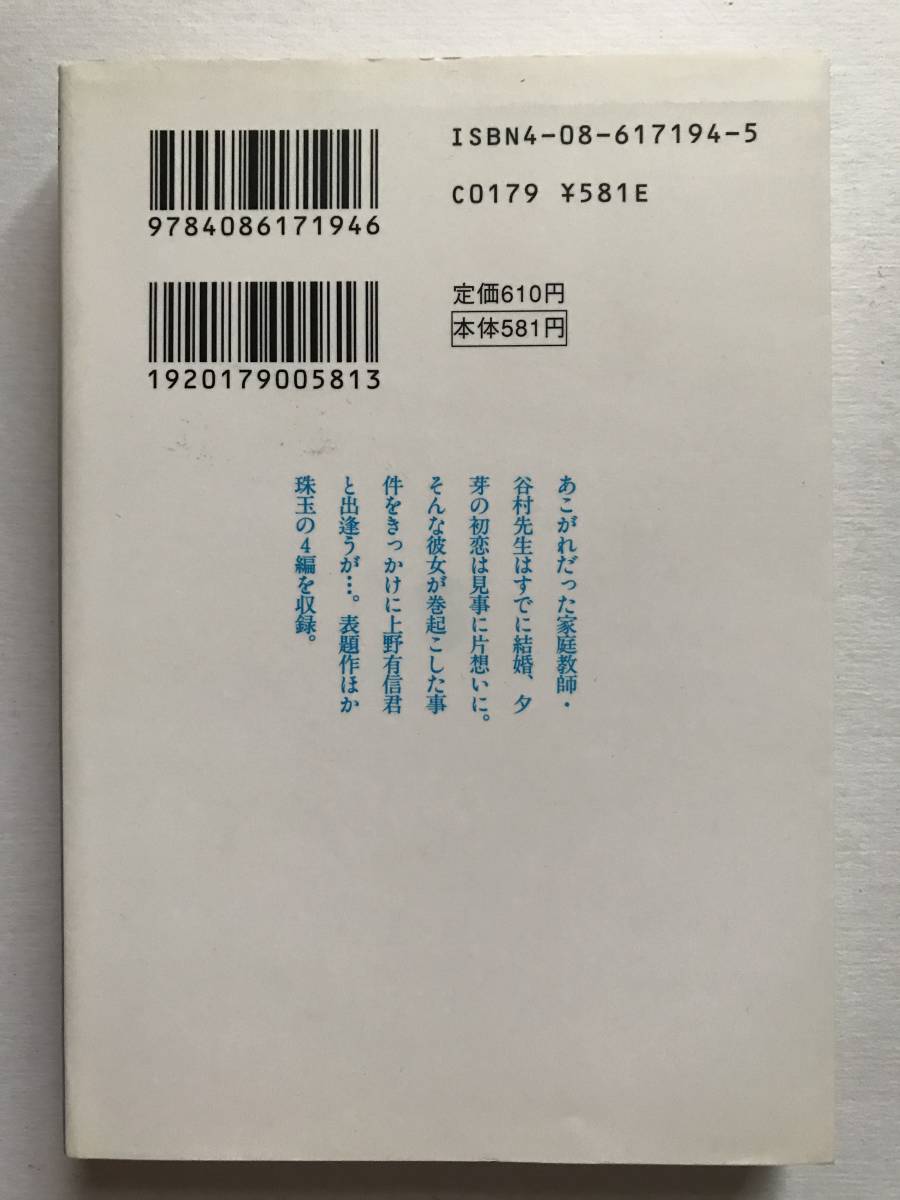 9784086171946
ISBN4-08-617194-5
C0179 ¥581E
1920179005813
定価610円
本体581円
あこがれだった家庭教師・
谷村先生はすでに結婚、夕
芽の初恋は見事に片想いに。
そんな彼女が巻起こした事
件をきっかけに上野有信君
と出逢うが…。表題作ほか
珠玉の4編を収録。